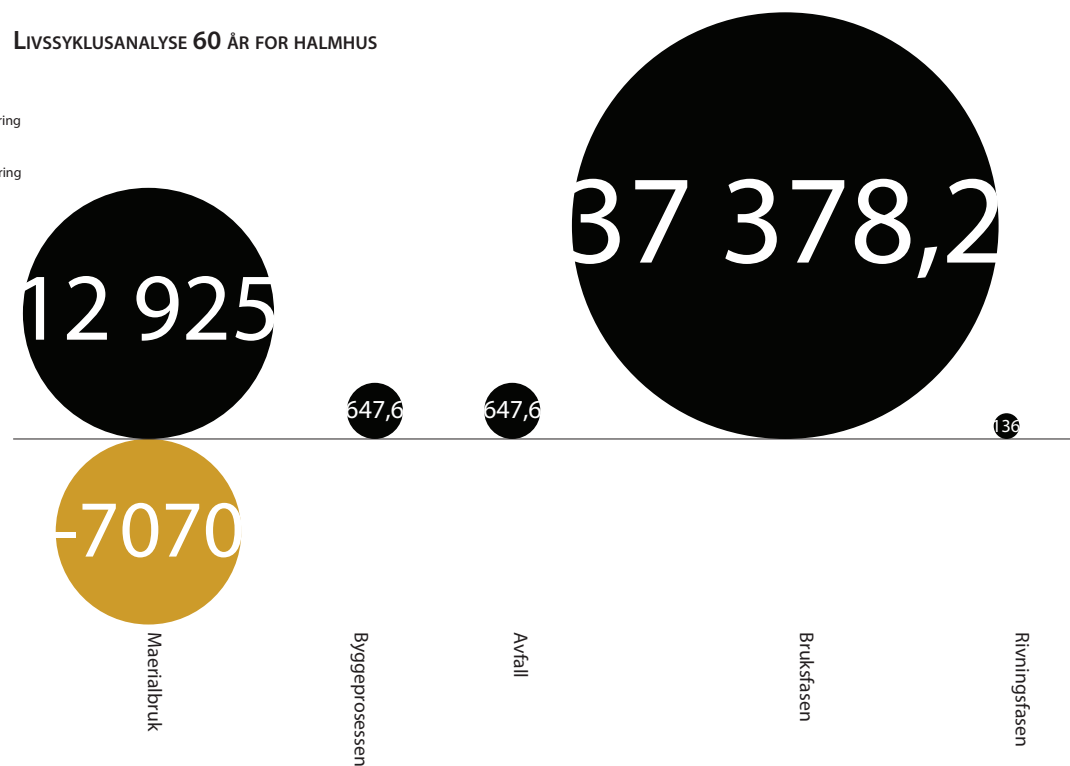 LIVSSYKLUSANALYSE 60 ÅR FOR HALMHUS
ring
ring
12 925
-7070
647,6
647,6
37 378,2
136
Maerialbruk
Byggeprosessen
Avfall
Bruksfasen
Rivningsfasen